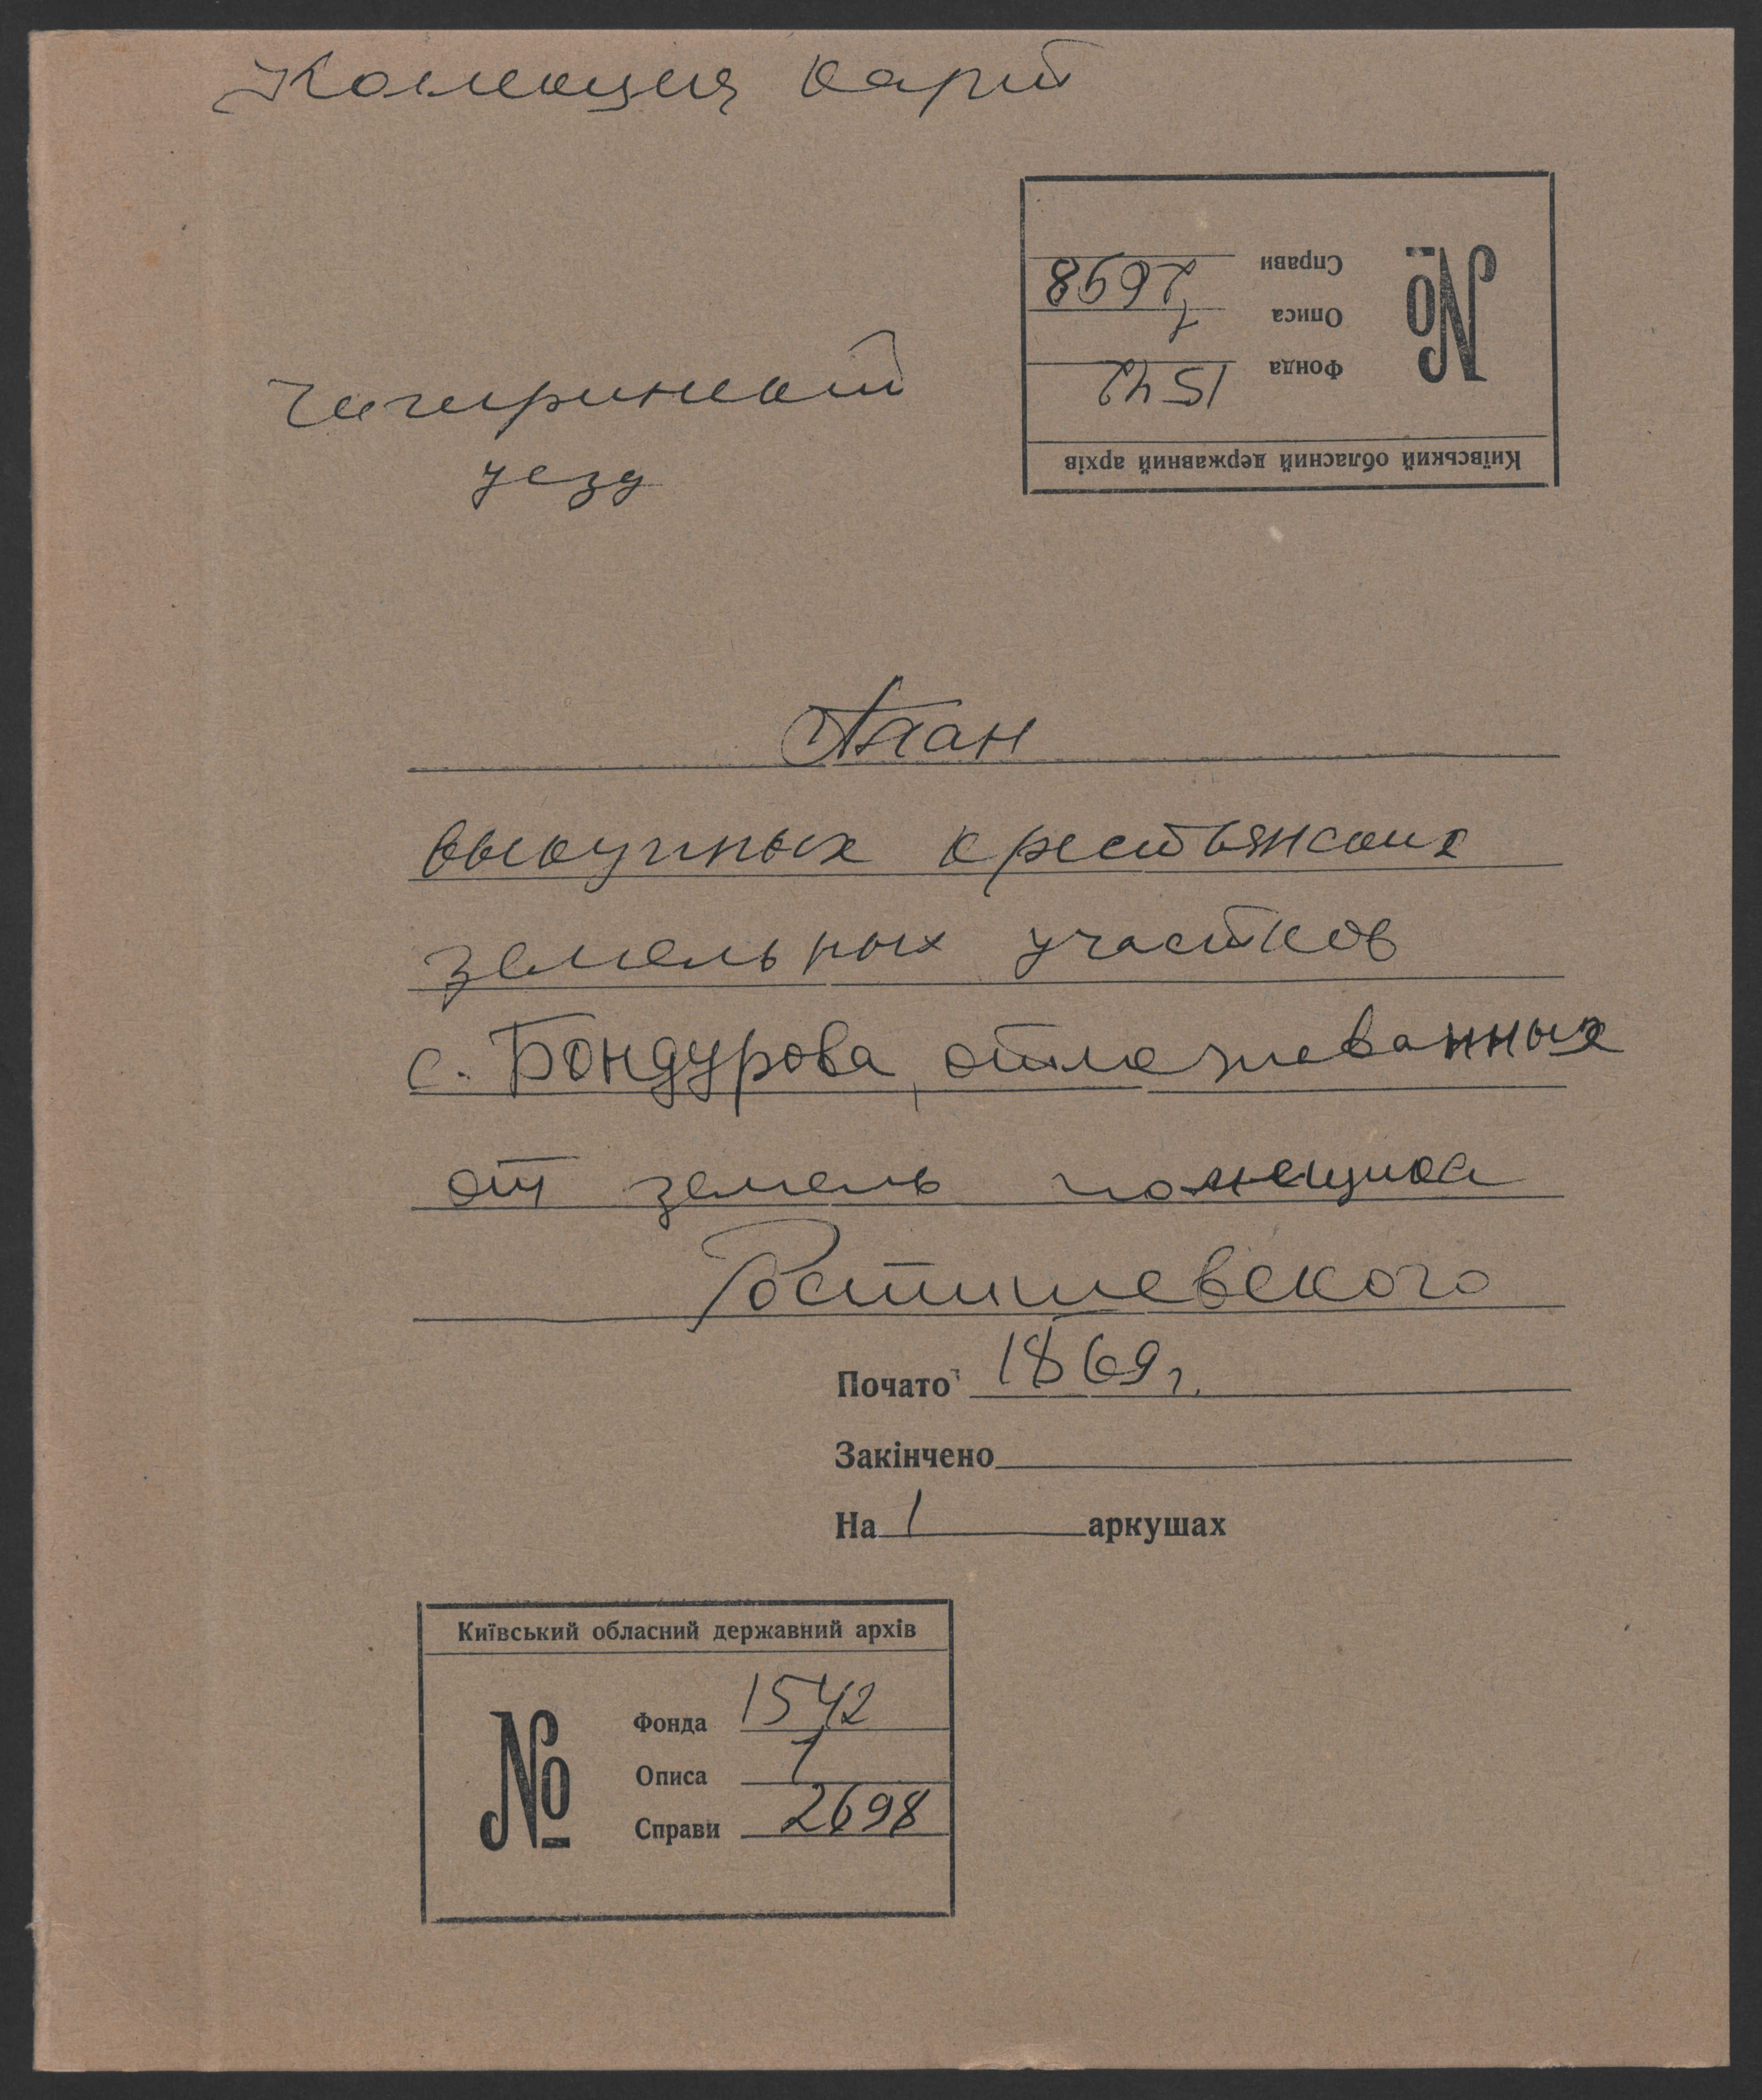 Коллекция карт
Справи 2698
Описа 1
Фонда 1542
Київський обласний державний архів
№
Чигиринский
уезд
План
выкупных крестьянских
земельных участков
с. Бондурова, отмежеванных
от земель помещика
Ростишевского
Почато 1869 г.
Закінчено
На 1 аркушах
Київський обласний державний архів
№
Фонда 1542
Описа 1
Справи 2698